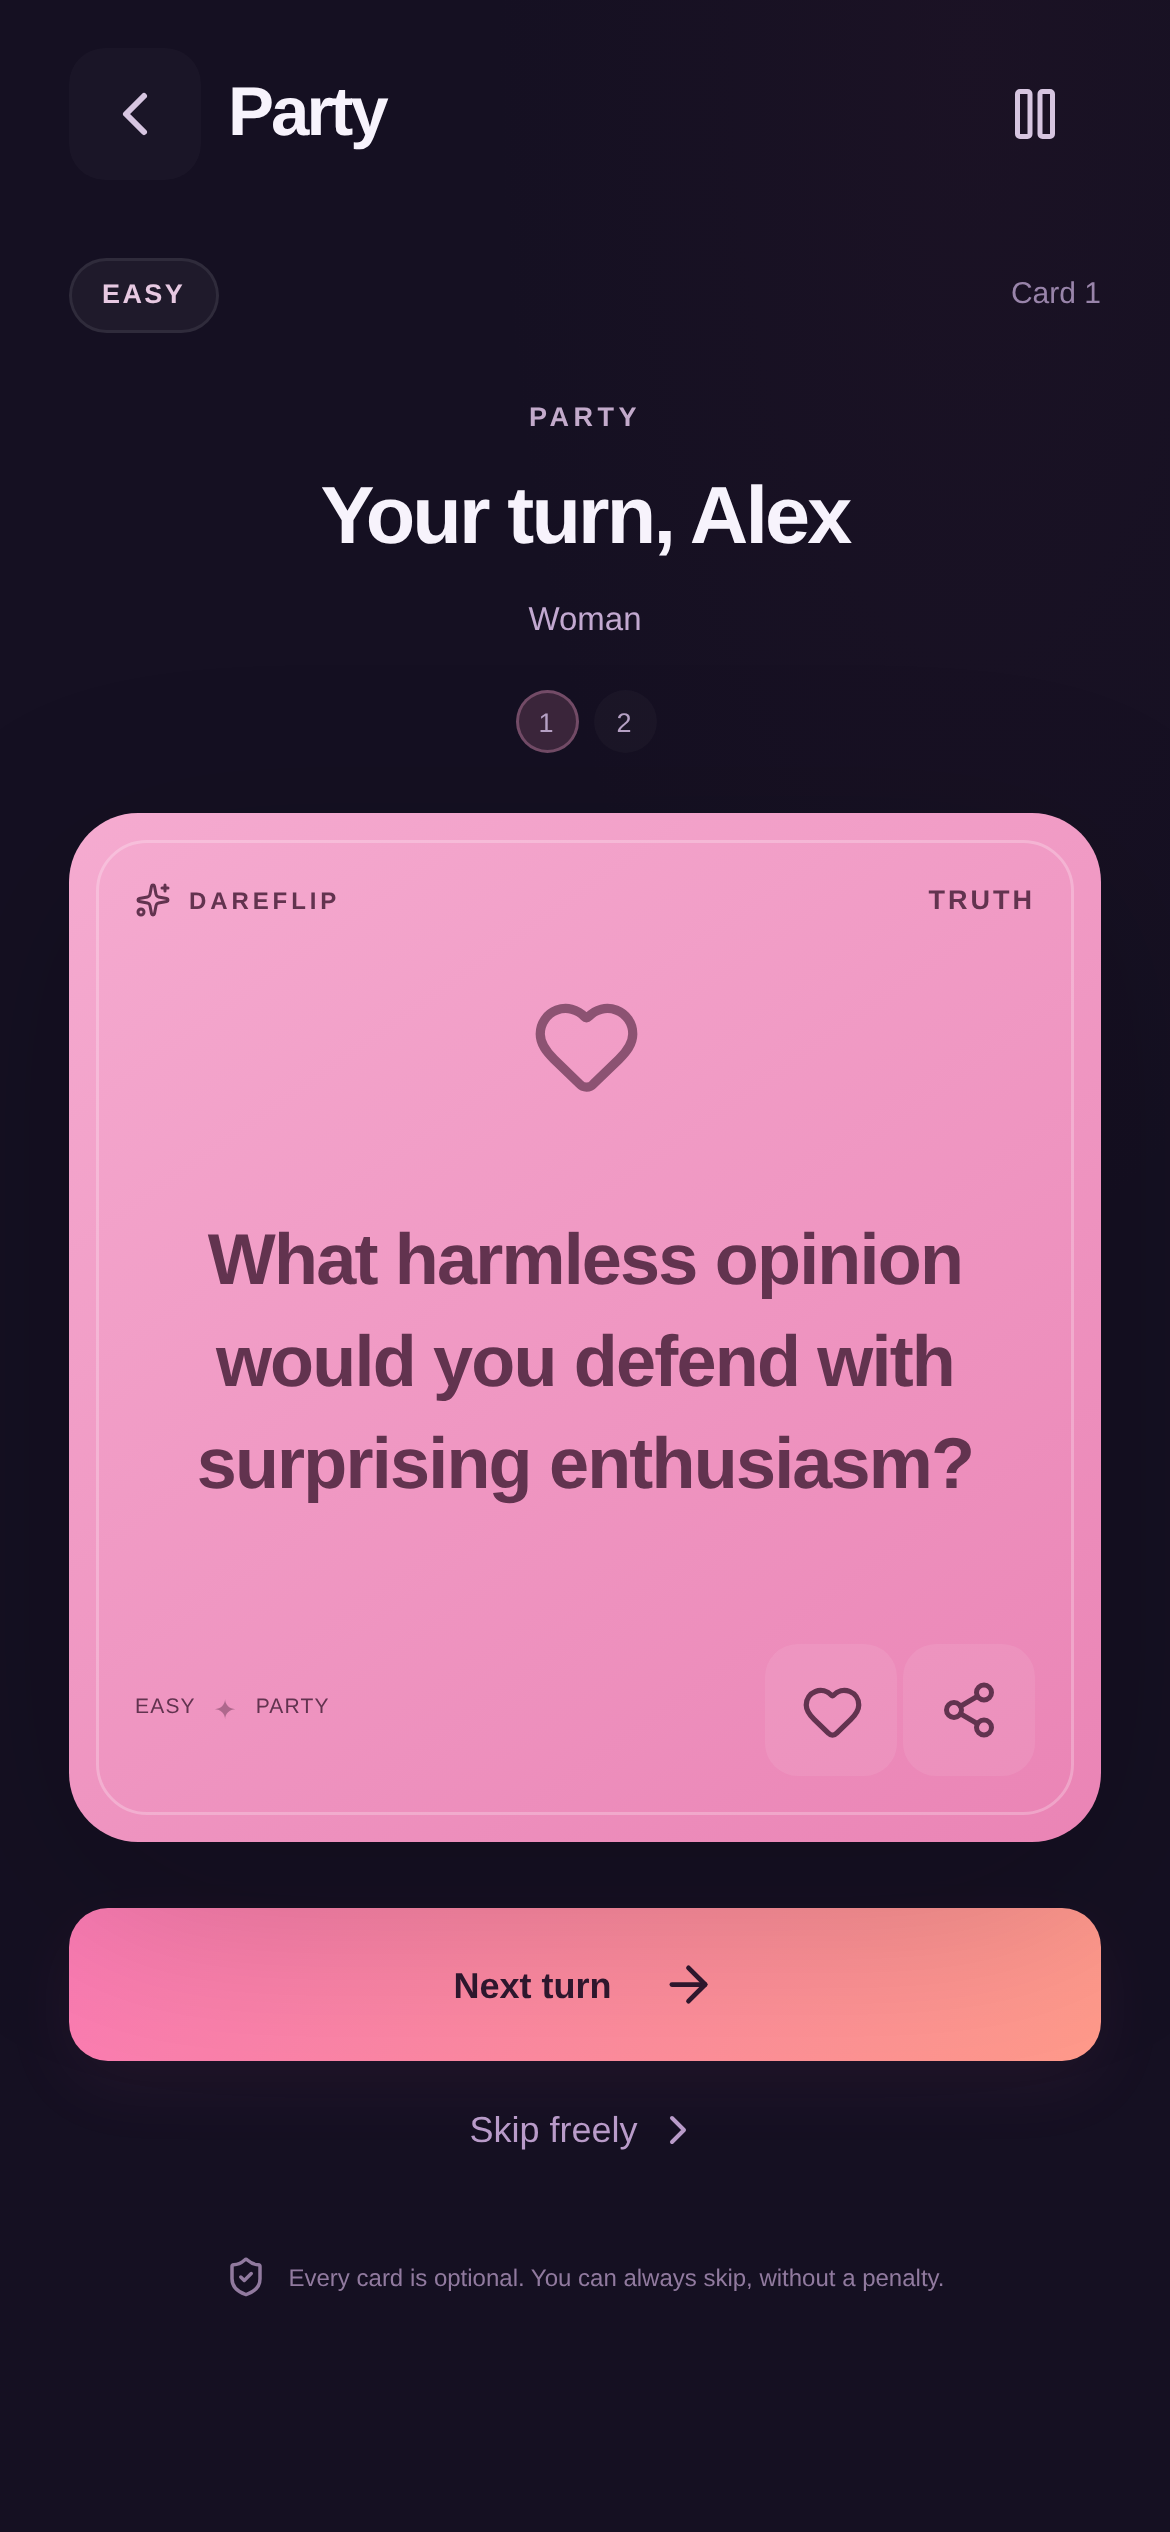 Party
EASY
Card 1
PARTY
Your turn, Alex
Woman
1 2
DAREFLIP
TRUTH
What harmless opinion
would you defend with
surprising enthusiasm?
EASY ✦ PARTY
Next turn
Skip freely
Every card is optional. You can always skip, without a penalty.